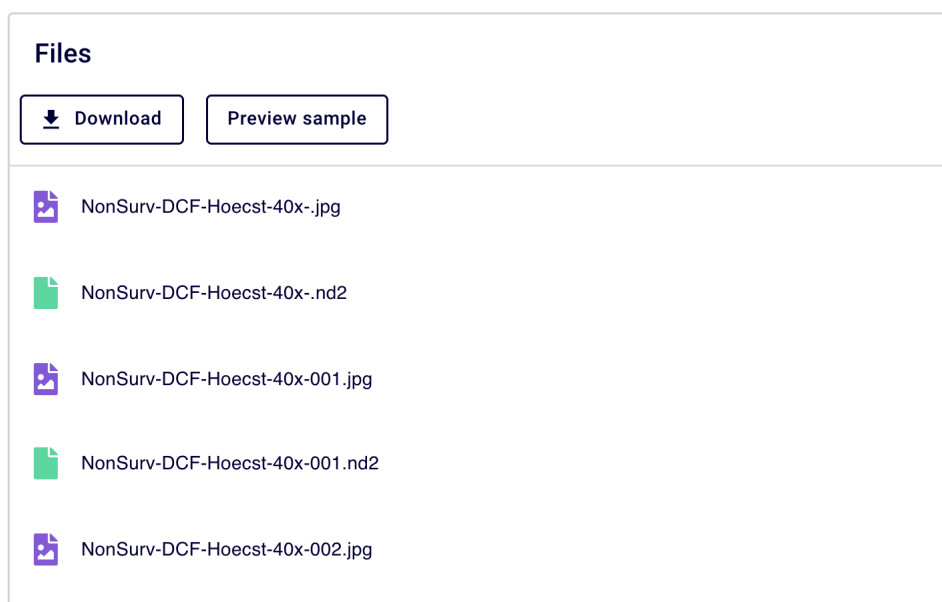 Files
Download
Preview sample
NonSurv-DCF-Hoecst-40x-.jpg
NonSurv-DCF-Hoecst-40x-.nd2
NonSurv-DCF-Hoecst-40x-001.jpg
NonSurv-DCF-Hoecst-40x-001.nd2
NonSurv-DCF-Hoecst-40x-002.jpg